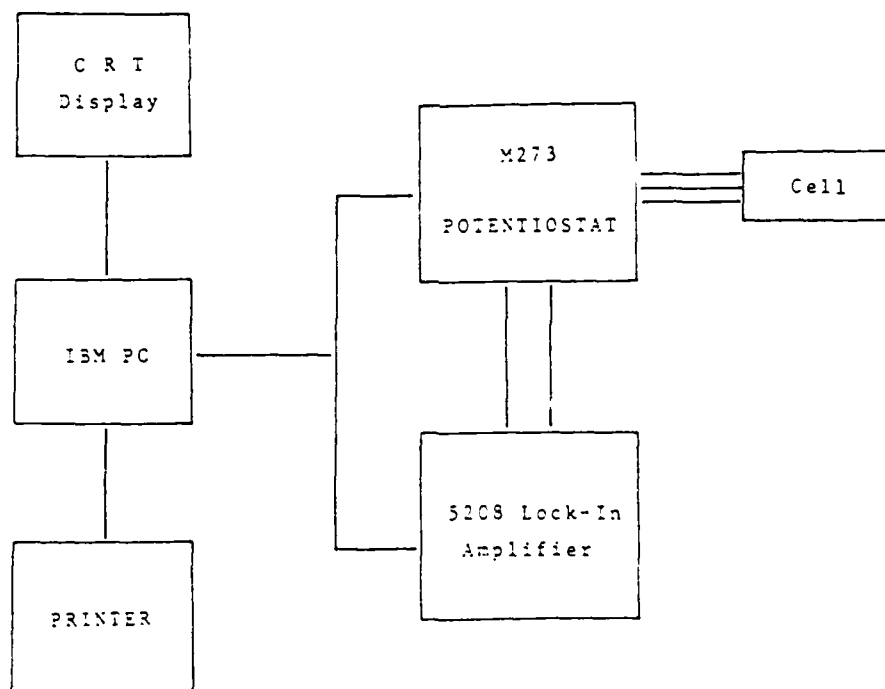 C R T
Display
M273
POTENTIOSTAT
Cell
IBM PC
5208 Lock-In
Amplifier
PRINTER